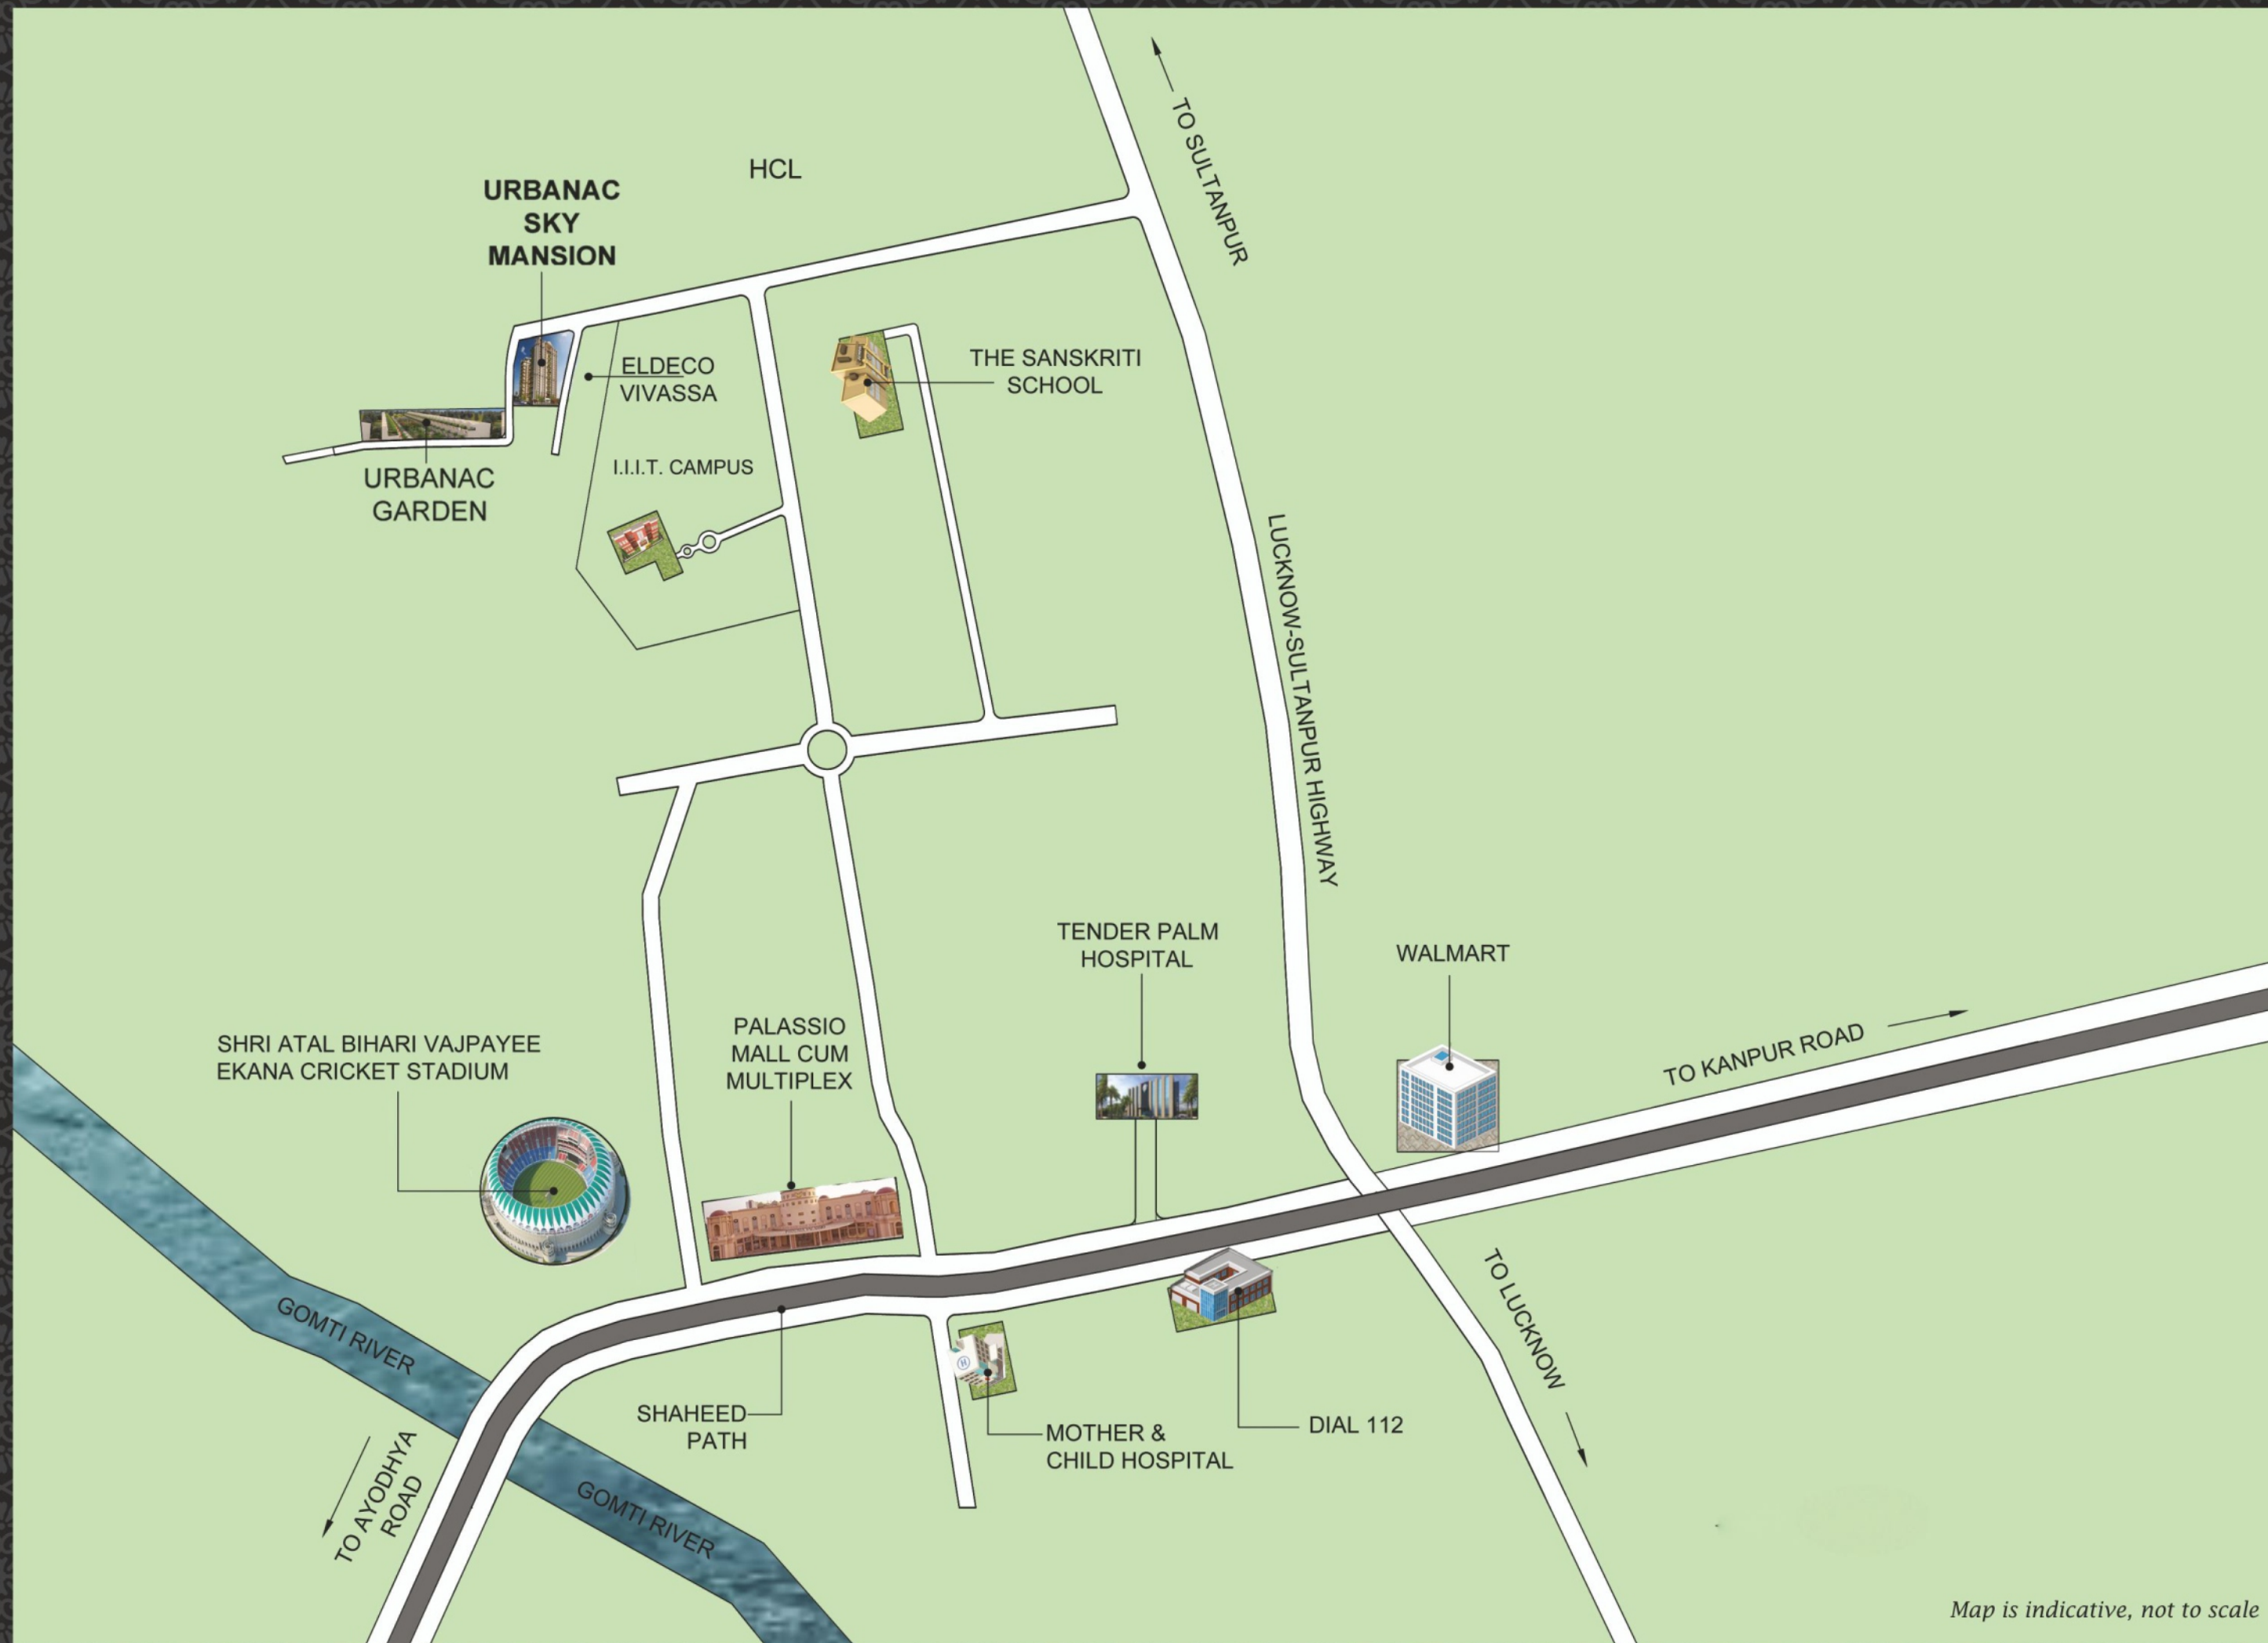 TO SULTANPUR
HCL
URBANAC
SKY
MANSION
ELDECO
VIVASSA
THE SANSKRITI
SCHOOL
I.I.I.T. CAMPUS
URBANAC
GARDEN
LUCKNOW-SULTANPUR HIGHWAY
TENDER PALM
HOSPITAL
WALMART
PALASSIO
MALL CUM
MULTIPLEX
SHRI ATAL BIHARI VAJPAYEE
EKANA CRICKET STADIUM
TO KANPUR ROAD
GOMTI RIVER
TO LUCKNOW
SHAHEED
PATH
MOTHER &
CHILD HOSPITAL
DIAL 112
TO AYODHYA
ROAD
GOMTI RIVER
H
Map is indicative, not to scale